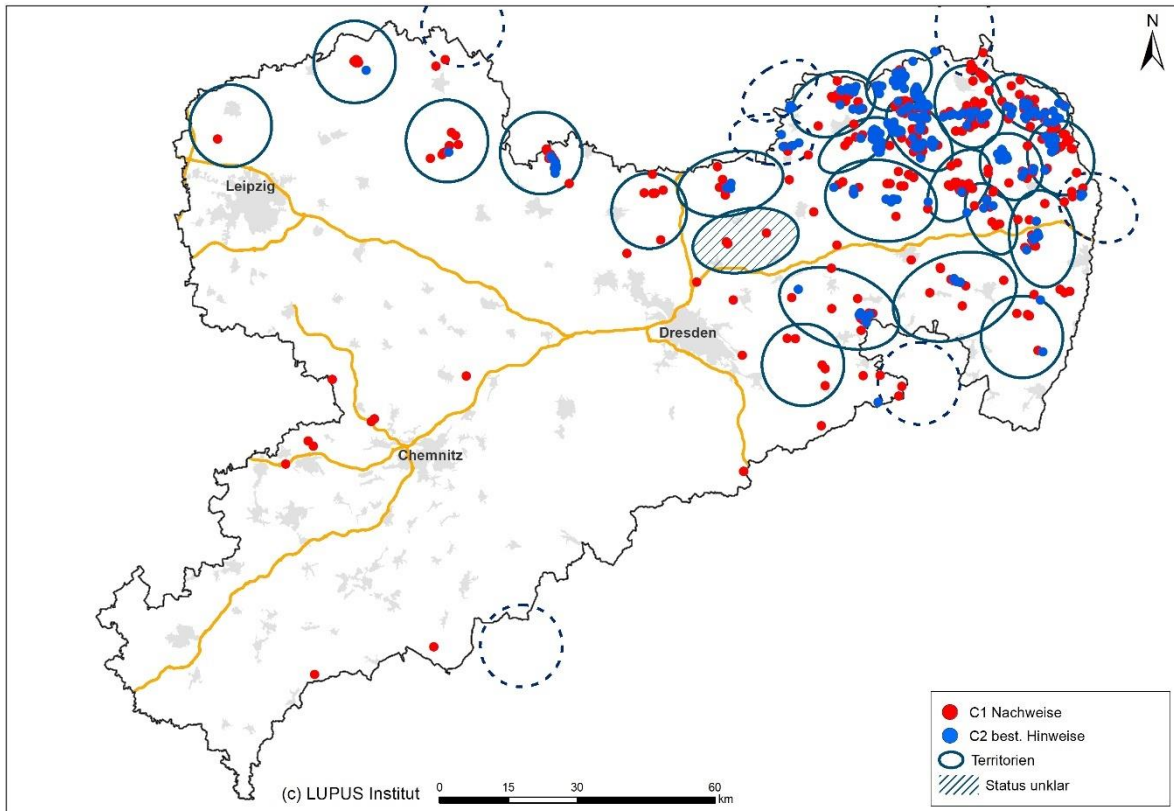 N
Leipzig
Dresden
Chemnitz
C1 Nachweise
C2 best. Hinweise
Territorien
Status unklar
(c) LUPUS Institut
0 15 30 60
km